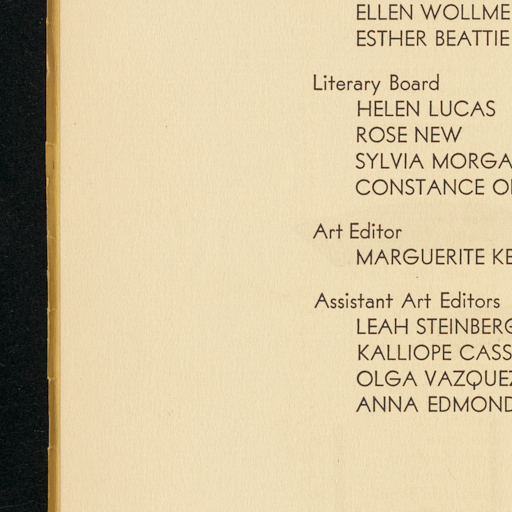 ELLEN WOLLME
ESTHER BEATTIE
Literary Board
HELEN LUCAS
ROSE NEW
SYLVIA MORGA
CONSTANCE O
Art Editor
MARGUERITE KE
Assistant Art Editors
LEAH STEINBERG
KALLIOPE CASS
OLGA VAZQUEZ
ANNA EDMOND